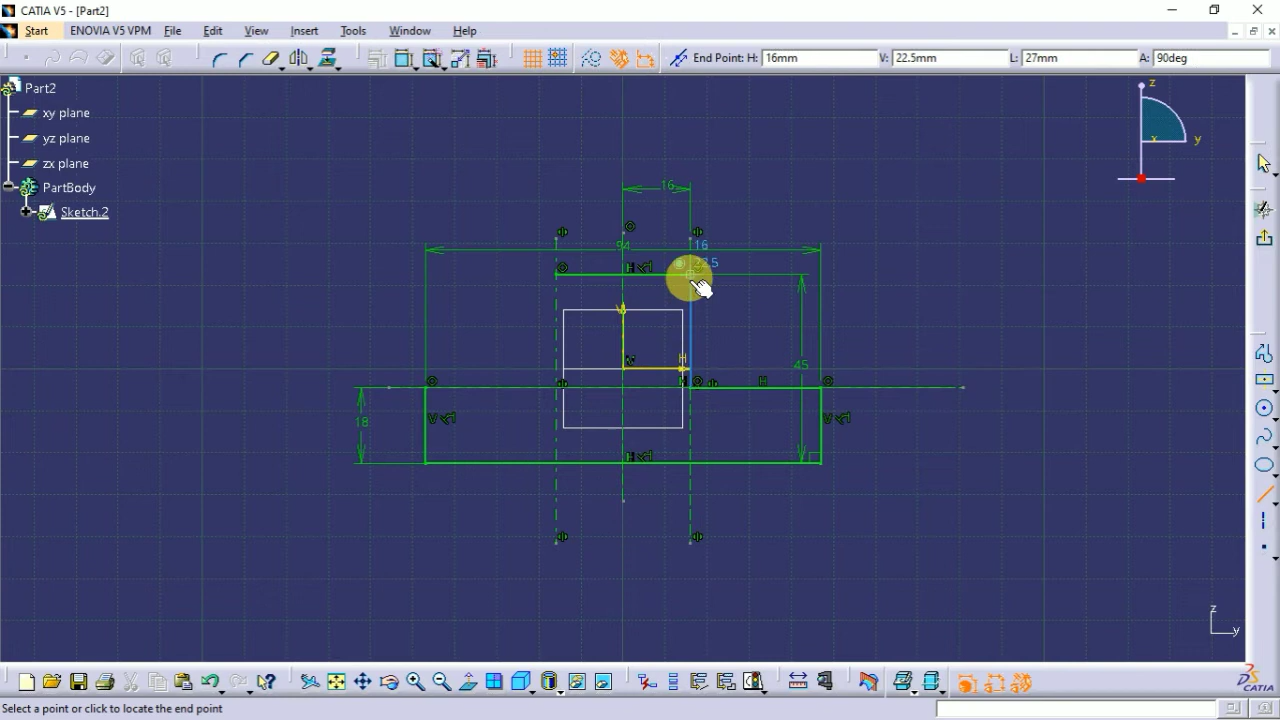 CATIA V5 - [Part2]
Start ENOVIA V5 VPM File Edit View Insert Tools Window Help
End Point: H: 16mm V: 22.5mm L: 27mm A: 90deg
Part2
xy plane
yz plane
zx plane
PartBody
Sketch.2
z
x y
16
94
16
H
V
H
45
V
H
H
18
V
V
H
z
y
CATIA
Select a point or click to locate the end point